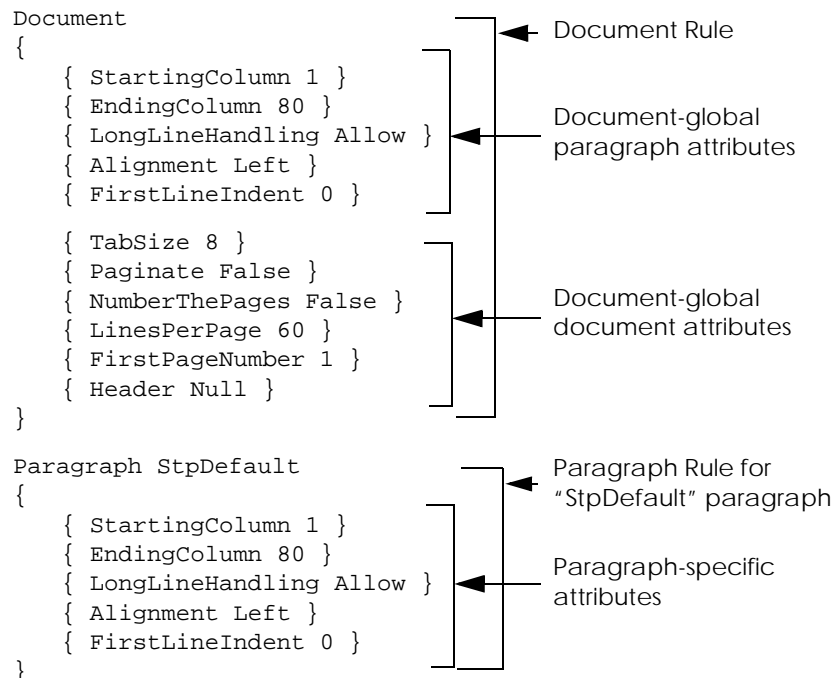 Document
{
{ StartingColumn 1 }
{ EndingColumn 80 }
{ LongLineHandling Allow }
{ Alignment Left }
{ FirstLineIndent 0 }
{ TabSize 8 }
{ Paginate False }
{ NumberThePages False }
{ LinesPerPage 60 }
{ FirstPageNumber 1 }
{ Header Null }
}
Document Rule
Document-global
paragraph attributes
Document-global
document attributes
Paragraph StpDefault
{
{ StartingColumn 1 }
{ EndingColumn 80 }
{ LongLineHandling Allow }
{ Alignment Left }
{ FirstLineIndent 0 }
}
Paragraph Rule for
“StpDefault” paragraph
Paragraph-specific
attributes